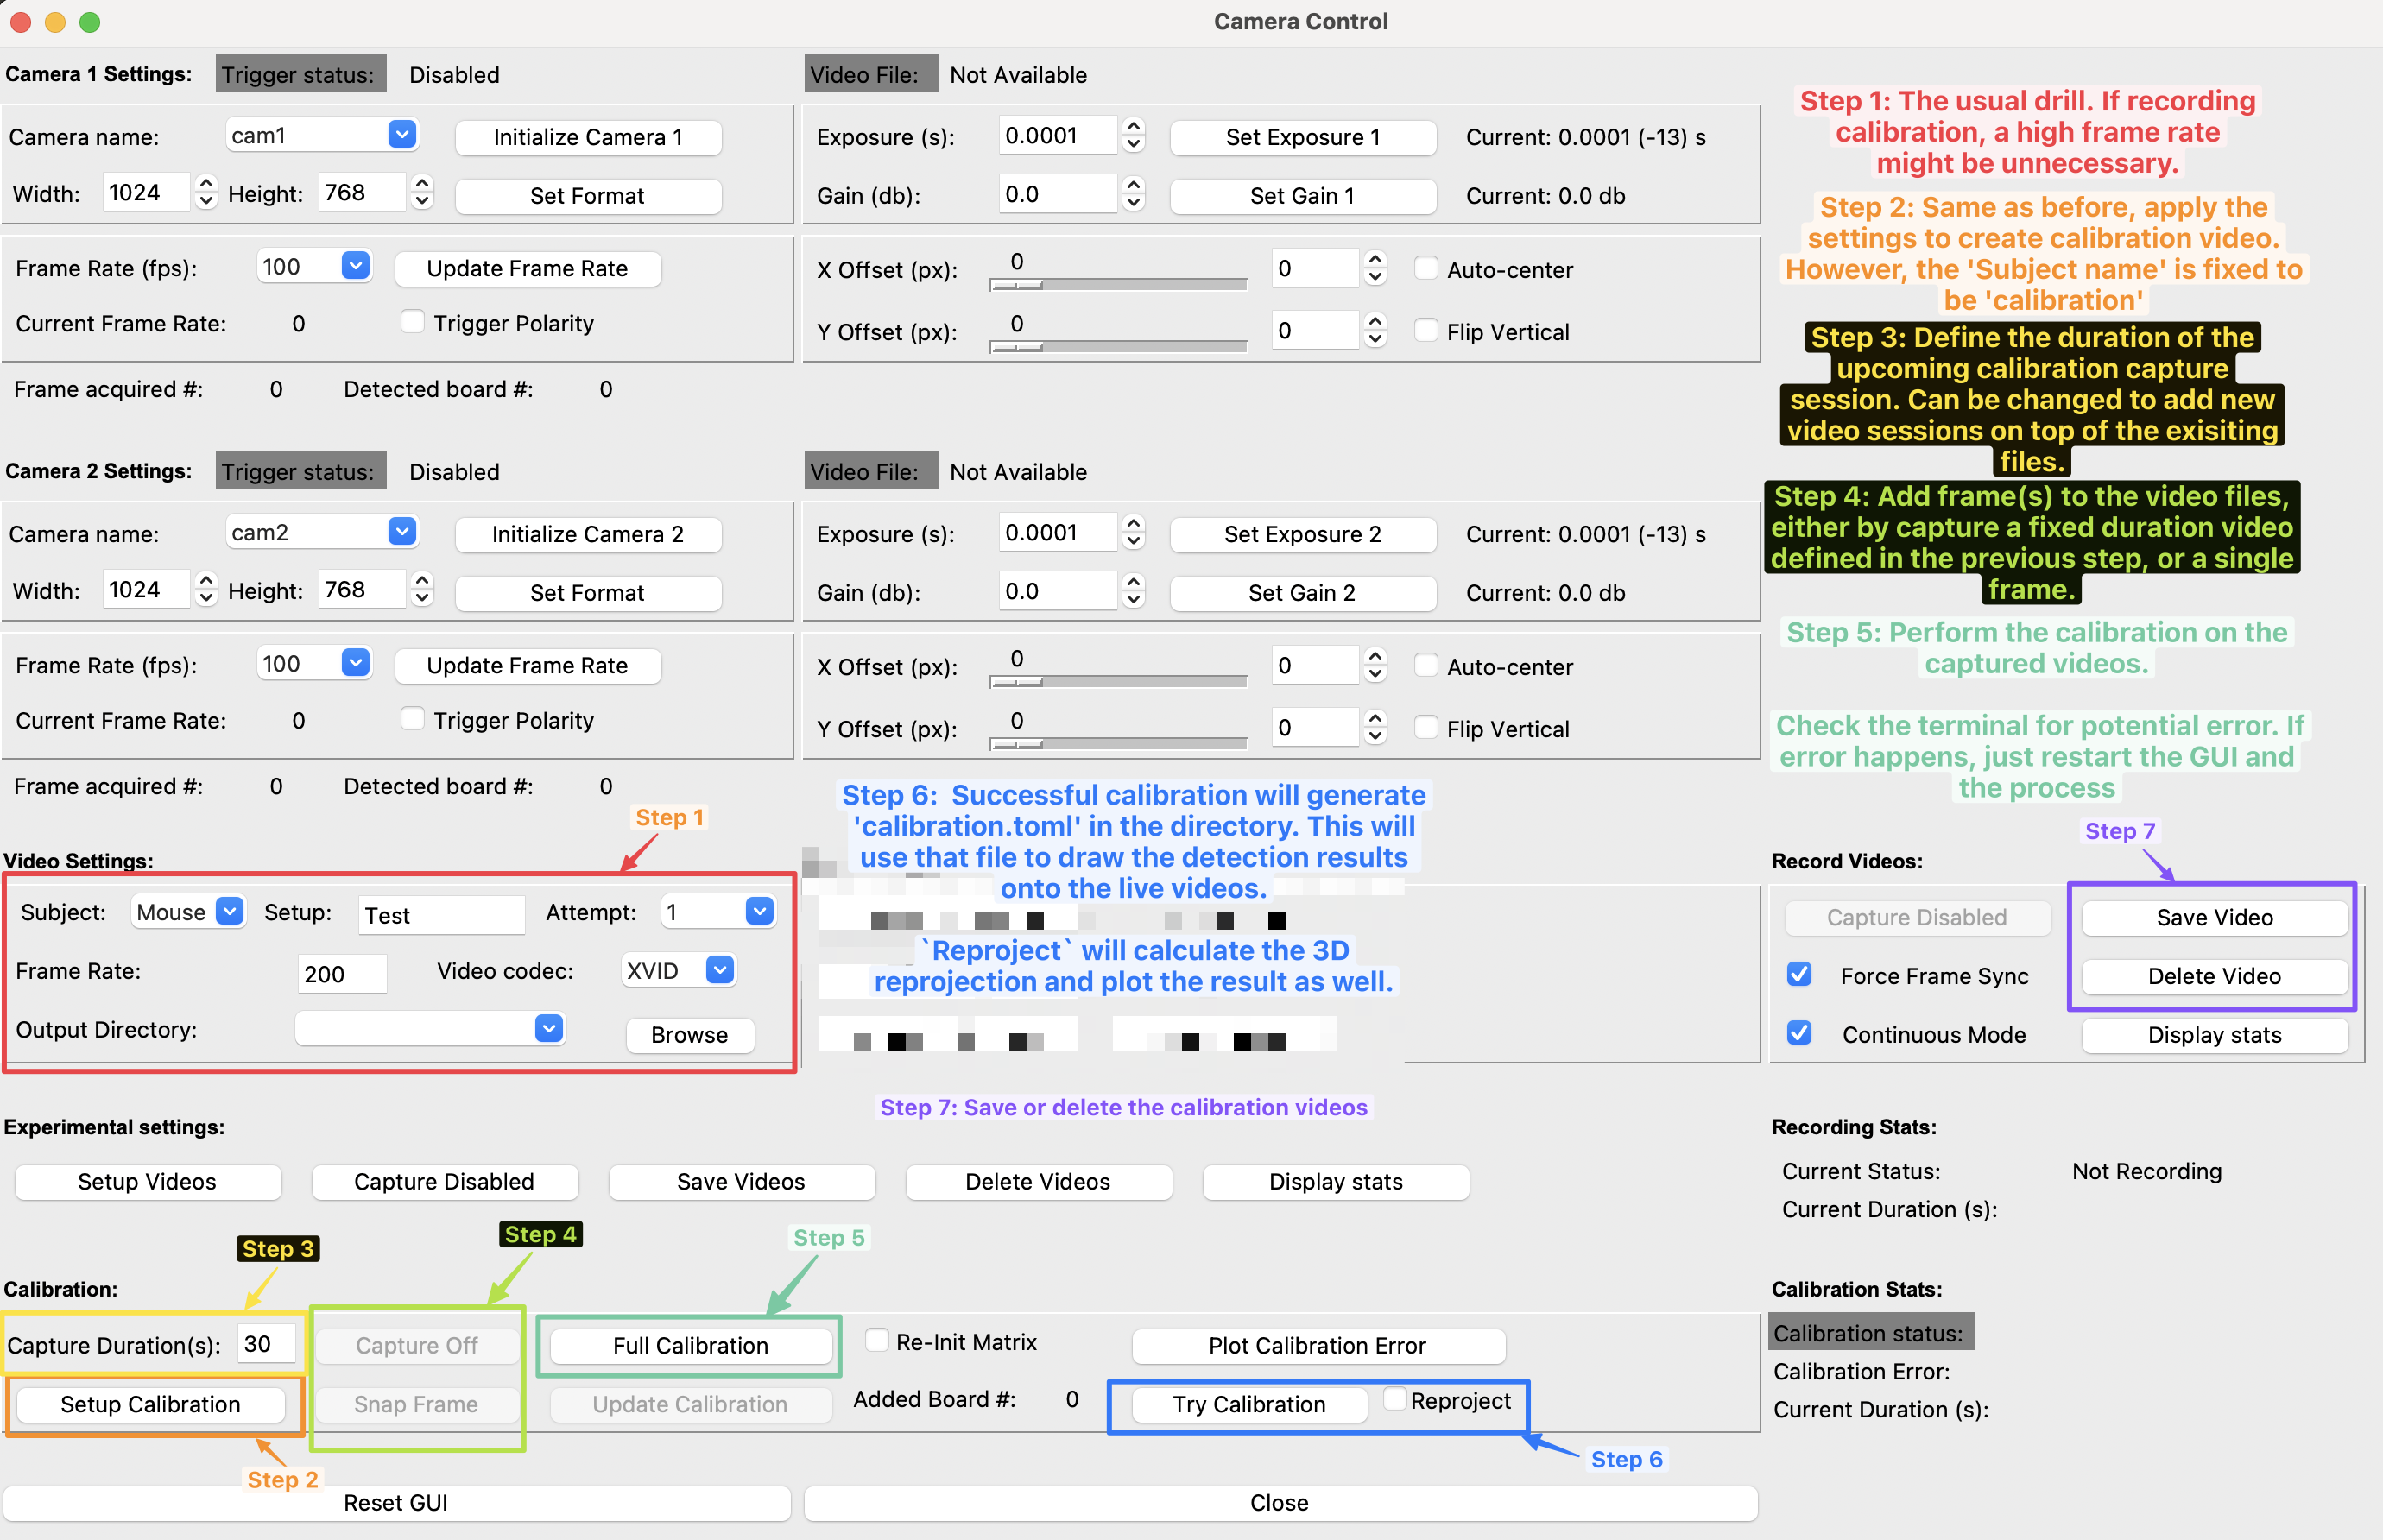 Camera Control
Camera 1 Settings: Trigger status: Disabled
Video File: Not Available
Camera name: cam1 Initialize Camera 1
Width: 1024 Height: 768 Set Format
Exposure (s): 0.0001 Set Exposure 1 Current: 0.0001 (-13) s
Gain (db): 0.0 Set Gain 1 Current: 0.0 db
Frame Rate (fps): 100 Update Frame Rate
Current Frame Rate: 0 Trigger Polarity
X Offset (px): 0 0 Auto-center
Y Offset (px): 0 0 Flip Vertical
Frame acquired #: 0 Detected board #: 0
Camera 2 Settings: Trigger status: Disabled
Video File: Not Available
Camera name: cam2 Initialize Camera 2
Width: 1024 Height: 768 Set Format
Exposure (s): 0.0001 Set Exposure 2 Current: 0.0001 (-13) s
Gain (db): 0.0 Set Gain 2 Current: 0.0 db
Frame Rate (fps): 100 Update Frame Rate
Current Frame Rate: 0 Trigger Polarity
X Offset (px): 0 0 Auto-center
Y Offset (px): 0 0 Flip Vertical
Frame acquired #: 0 Detected board #: 0
Step 1: The usual drill. If recording
calibration, a high frame rate
might be unnecessary.
Step 2: Same as before, apply the
settings to create calibration video.
However, the 'Subject name' is fixed to
be 'calibration'
Step 3: Define the duration of the
upcoming calibration capture
session. Can be changed to add new
video sessions on top of the exisiting
files.
Step 4: Add frame(s) to the video files,
either by capture a fixed duration video
defined in the previous step, or a single
frame.
Step 5: Perform the calibration on the
captured videos.
Check the terminal for potential error. If
error happens, just restart the GUI and
the process
Step 1
Video Settings:
Subject: Mouse Setup: Test Attempt: 1
Frame Rate: 200 Video codec: XVID
Output Directory: Browse
Step 6: Successful calibration will generate
'calibration.toml' in the directory. This will
use that file to draw the detection results
onto the live videos.
`Reproject` will calculate the 3D
reprojection and plot the result as well.
Step 7: Save or delete the calibration videos
Step 7
Record Videos:
Capture Disabled Save Video
Force Frame Sync Delete Video
Continuous Mode Display stats
Experimental settings:
Setup Videos Capture Disabled Save Videos Delete Videos Display stats
Recording Stats:
Current Status: Not Recording
Current Duration (s):
Step 3 Step 4 Step 5
Calibration:
Capture Duration(s): 30 Capture Off Full Calibration Re-Init Matrix Plot Calibration Error
Setup Calibration Snap Frame Update Calibration Added Board #: 0 Try Calibration Reproject
Step 2
Step 6
Calibration Stats:
Calibration status:
Calibration Error:
Current Duration (s):
Reset GUI Close